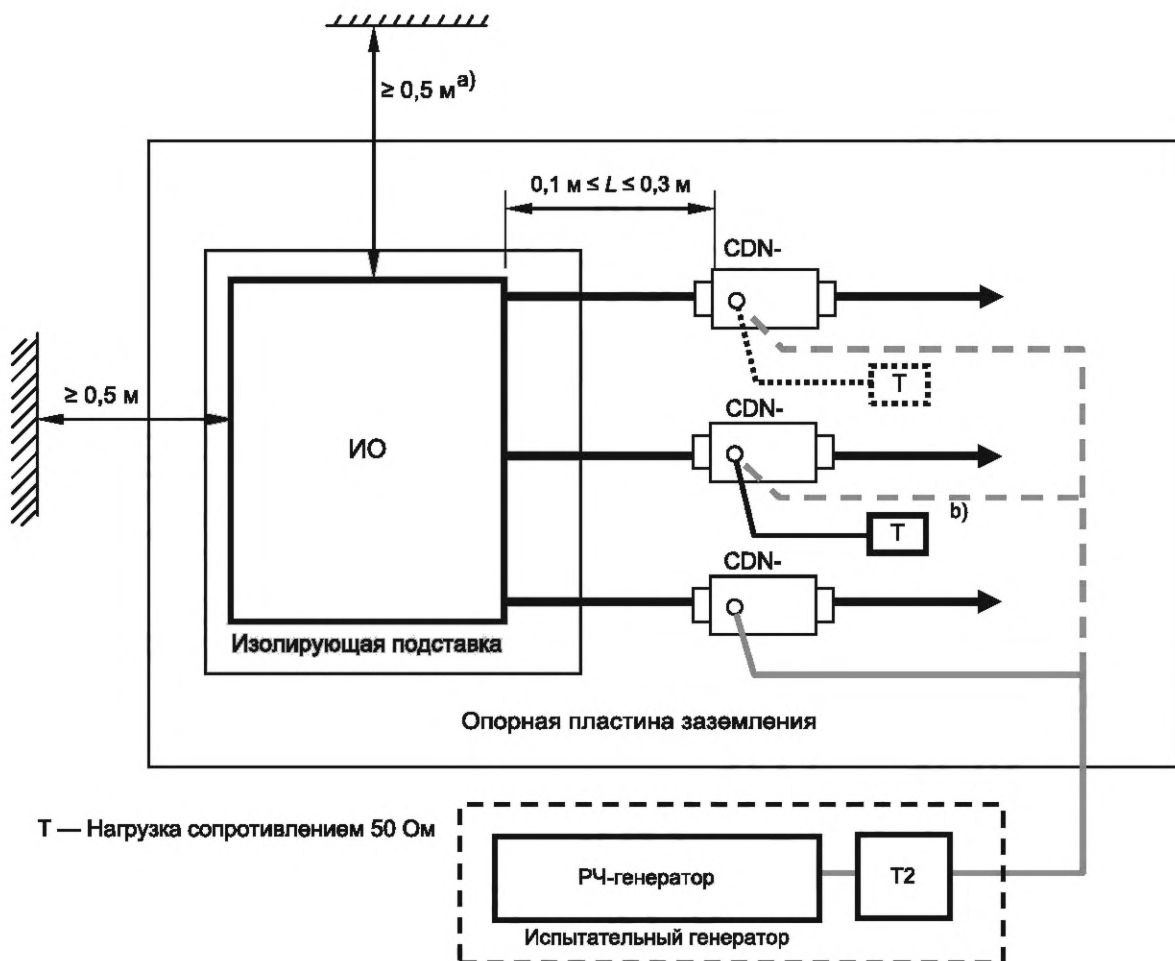 ≥ 0,5 м a)
0,1 м ≤ L ≤ 0,3 м
CDN-
≥ 0,5 м
T
CDN-
ИО
b)
T
CDN-
Изолирующая подставка
Опорная пластина заземления
T — Нагрузка сопротивлением 50 Ом
РЧ-генератор
T2
Испытательный генератор